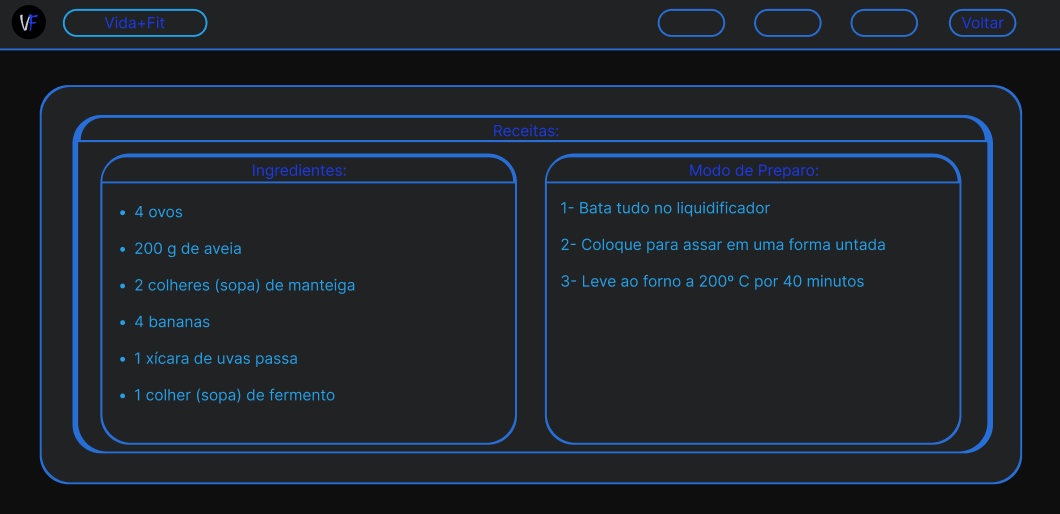 VF
Vida+Fit
Voltar
Receitas:
Ingredientes:
• 4 ovos
• 200 g de aveia
• 2 colheres (sopa) de manteiga
• 4 bananas
• 1 xícara de uvas passa
• 1 colher (sopa) de fermento
Modo de Preparo:
1- Bata tudo no liquidificador
2- Coloque para assar em uma forma untada
3- Leve ao forno a 200º C por 40 minutos